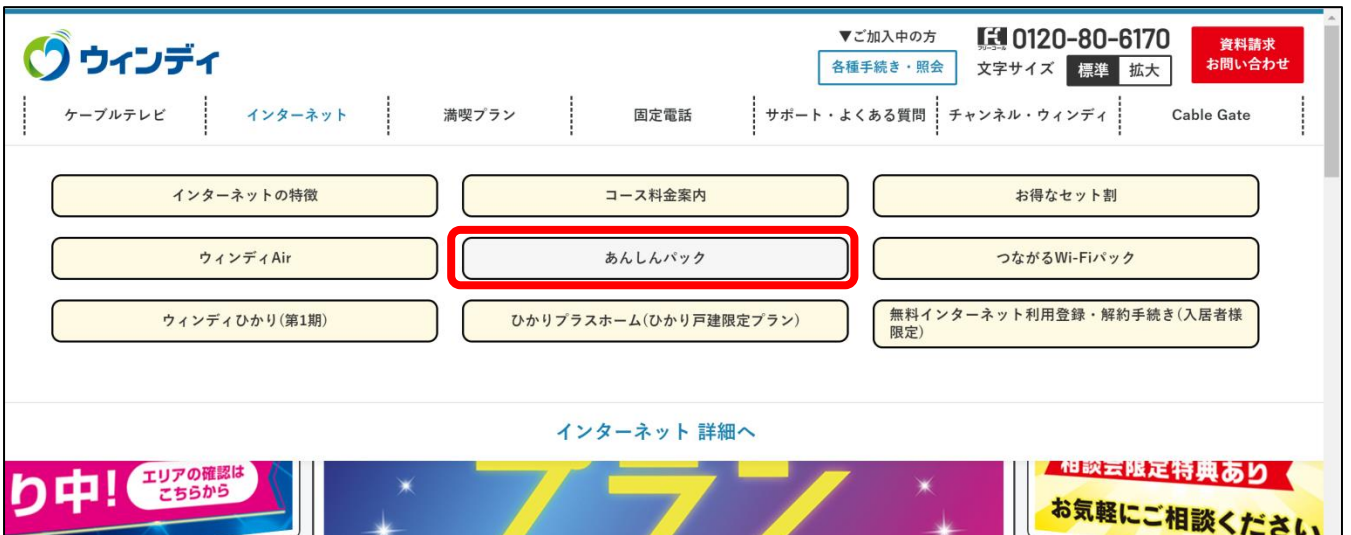 ウィンディ
▼ご加入中の方
各種手続き・照会
フリーコール 0120-80-6170
文字サイズ 標準 拡大
資料請求
お問い合わせ
ケーブルテレビ
インターネット
満喫プラン
固定電話
サポート・よくある質問
チャンネル・ウィンディ
Cable Gate
インターネットの特徴
コース料金案内
お得なセット割
ウィンディAir
あんしんパック
つながるWi-Fiパック
ウィンディひかり(第1期)
ひかりプラスホーム(ひかり戸建限定プラン)
無料インターネット利用登録・解約手続き(入居者様
限定)
インターネット 詳細へ
り中!
エリアの確認は
こちらから
プラン
相談会限定特典あり
お気軽にご相談ください